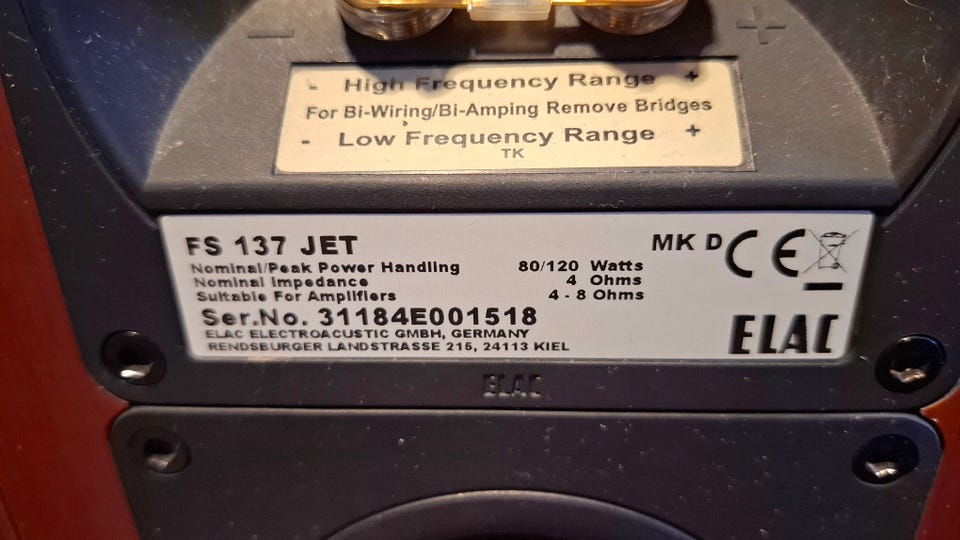 - +
- High Frequency Range +
For Bi-Wiring/Bi-Amping Remove Bridges
- Low Frequency Range +
TK
FS 137 JET MK D CE
Nominal/Peak Power Handling 80/120 Watts
Nominal Impedance 4 Ohms
Suitable For Amplifiers 4 - 8 Ohms
Ser.No. 31184E001518
ELAC ELECTROACUSTIC GMBH, GERMANY
RENDSBURGER LANDSTRASSE 215, 24113 KIEL
ELAC
ELAC